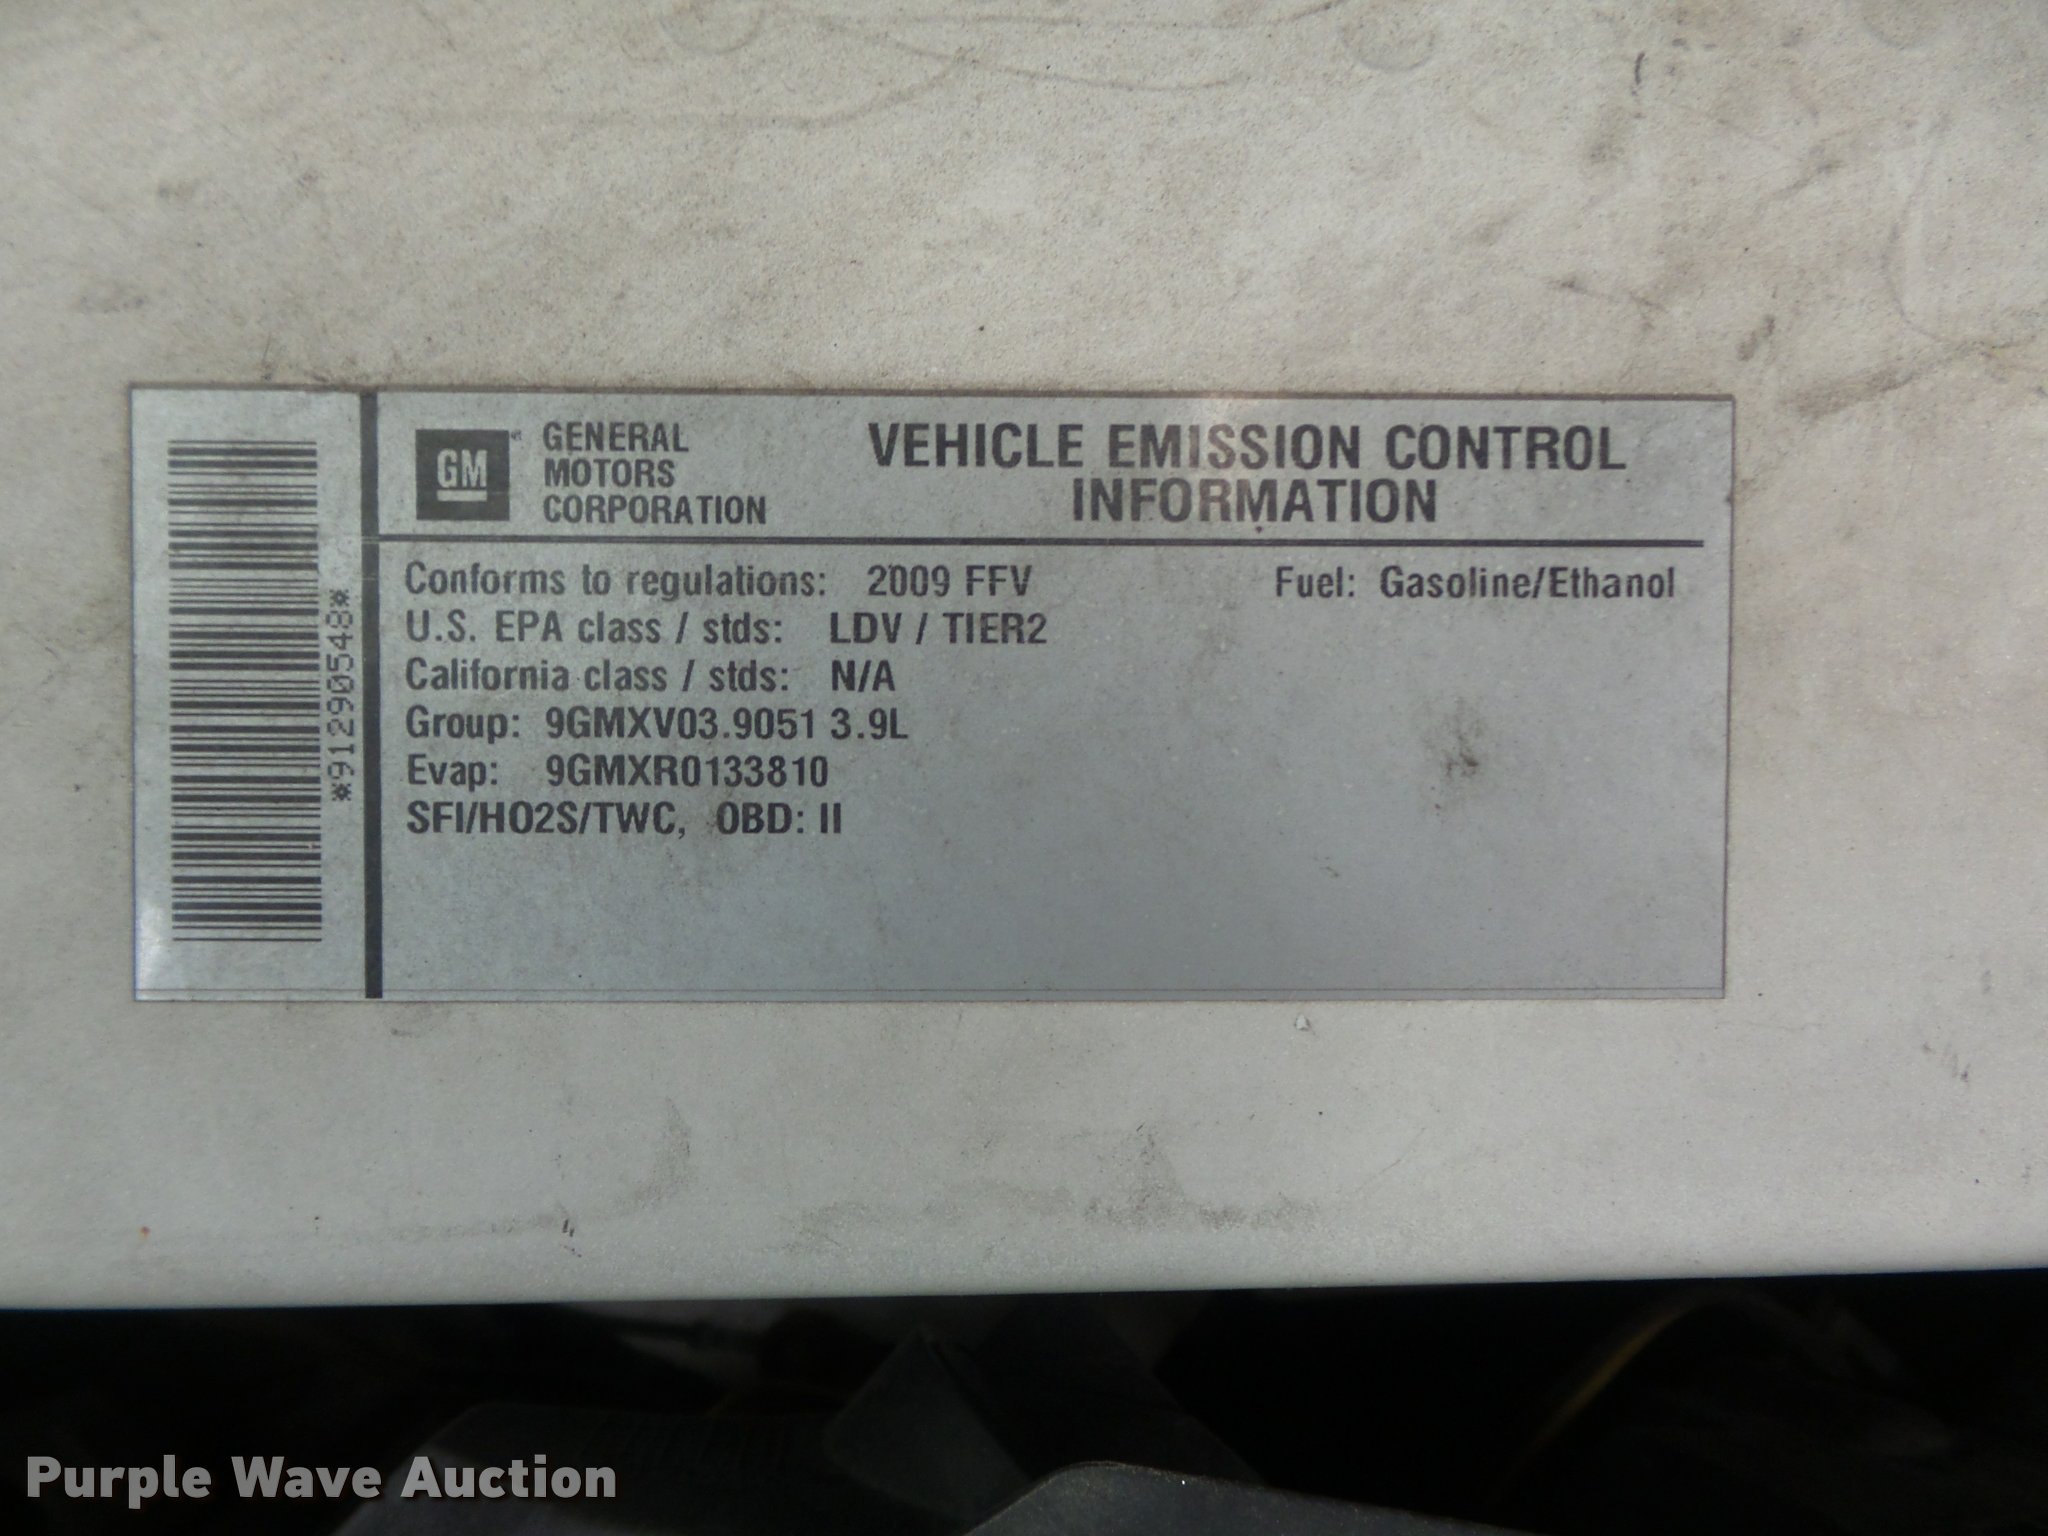 *91290548*
GM
GENERAL
MOTORS
CORPORATION
VEHICLE EMISSION CONTROL
INFORMATION
Conforms to regulations: 2009 FFV
Fuel: Gasoline/Ethanol
U.S. EPA class / stds: LDV / TIER2
California class / stds: N/A
Group: 9GMXV03.9051 3.9L
Evap: 9GMXR0133810
SFI/HO2S/TWC, OBD: II
Purple Wave Auction